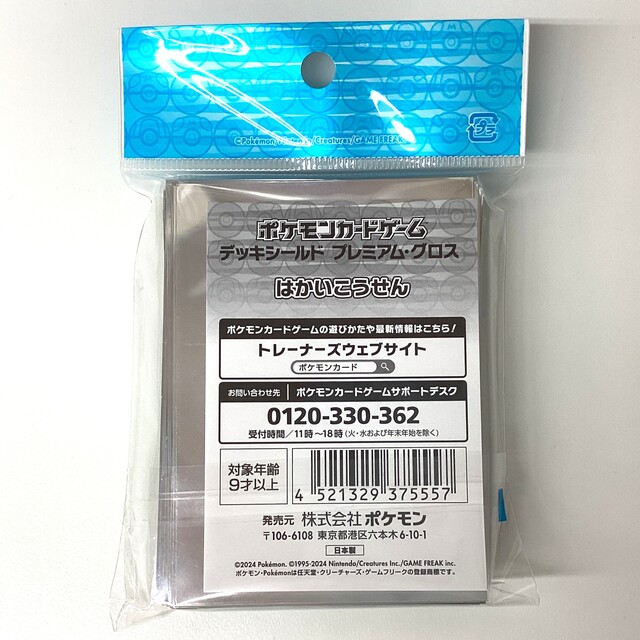 ©Pokémon/Nintendo/Creatures/GAME FREAK
プラ
ポケモンカードゲーム
デッキシールド プレミアム・グロス
はかいこうせん
ポケモンカードゲームの遊びかたや最新情報はこちら!
トレーナーズウェブサイト
ポケモンカード
お問い合わせ先 ポケモンカードゲームサポートデスク
0120-330-362
受付時間/11時〜18時(火・水および年末年始を除く)
対象年齢
9才以上
4 521329 375557
発売元 株式会社ポケモン
〒106-6108 東京都港区六本木6-10-1
日本製
©2024 Pokémon. ©1995-2024 Nintendo/Creatures Inc./GAME FREAK inc.
ポケモン・Pokémonは任天堂・クリーチャーズ・ゲームフリークの登録商標です。